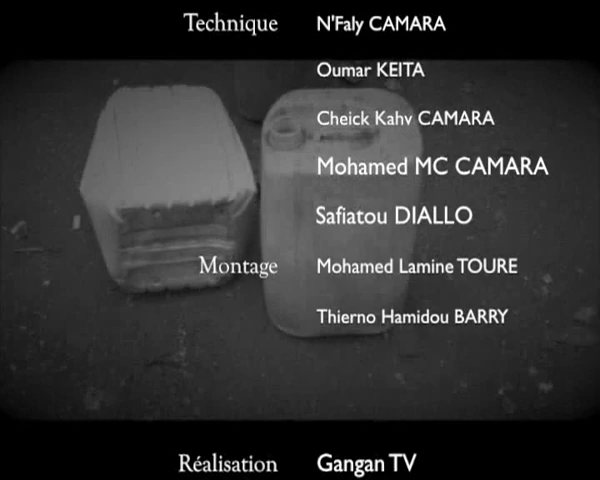 Technique N'Faly CAMARA
Oumar KEITA
Cheick Kahv CAMARA
Mohamed MC CAMARA
Safiatou DIALLO
Montage Mohamed Lamine TOURE
Thierno Hamidou BARRY
Réalisation Gangan TV